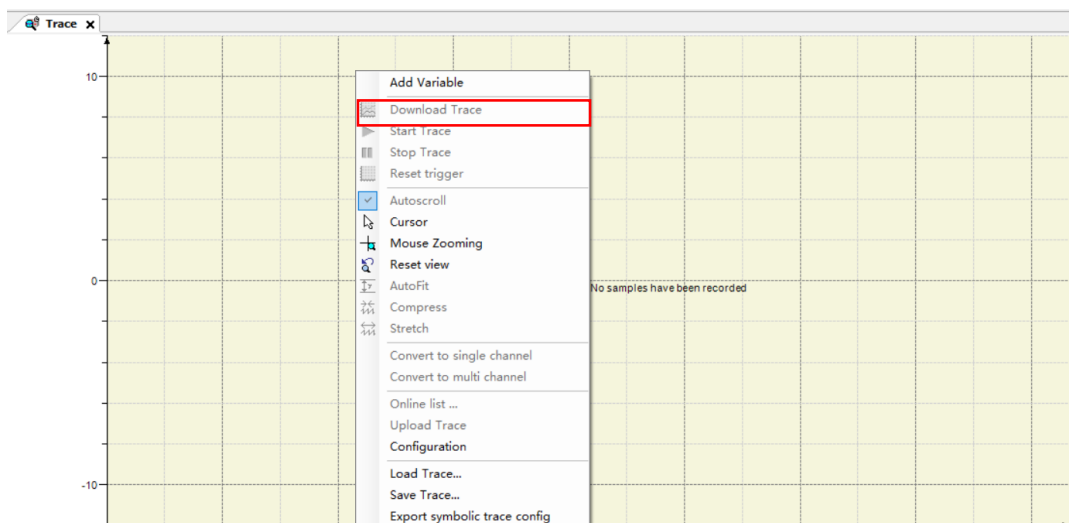 Trace
10
Add Variable
Download Trace
Start Trace
Stop Trace
Reset trigger
Autoscroll
Cursor
Mouse Zooming
Reset view
0
AutoFit
No samples have been recorded
Compress
Stretch
Convert to single channel
Convert to multi channel
Online list ...
Upload Trace
Configuration
Load Trace...
-10
Save Trace...
Export symbolic trace config